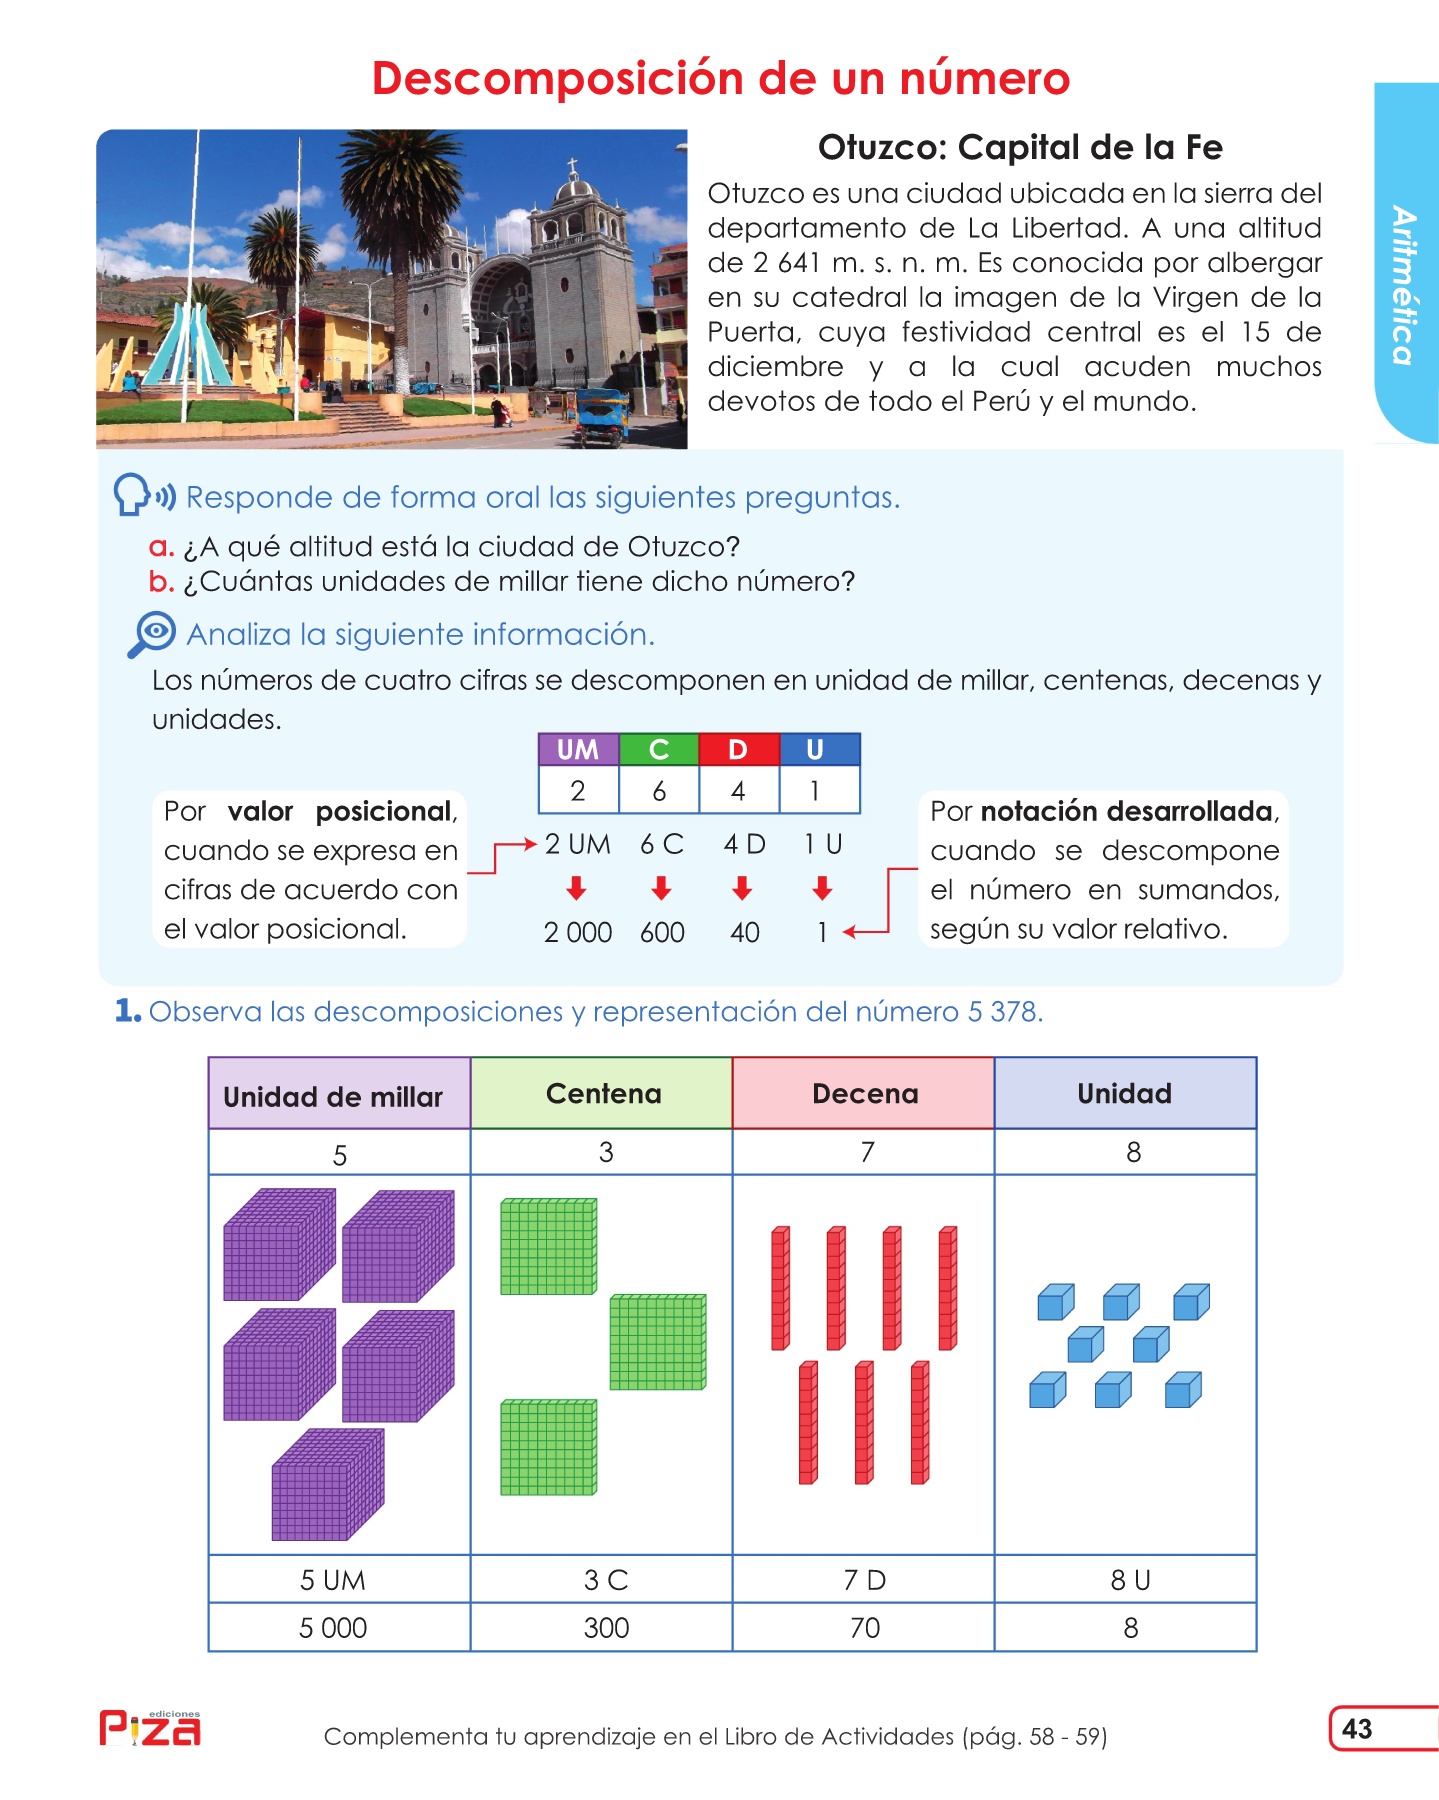 Descomposición de un número
Otuzco: Capital de la Fe
Otuzco es una ciudad ubicada en la sierra del
departamento de La Libertad. A una altitud
de 2 641 m. s. n. m. Es conocida por albergar
en su catedral la imagen de la Virgen de la
Puerta, cuya festividad central es el 15 de
diciembre y a la cual acuden muchos
devotos de todo el Perú y el mundo.
Aritmética
Responde de forma oral las siguientes preguntas.
a. ¿A qué altitud está la ciudad de Otuzco?
b. ¿Cuántas unidades de millar tiene dicho número?
Analiza la siguiente información.
Los números de cuatro cifras se descomponen en unidad de millar, centenas, decenas y
unidades.
UM C D U
2 6 4 1
2 UM 6 C 4 D 1 U
2 000 600 40 1
Por valor posicional,
cuando se expresa en
cifras de acuerdo con
el valor posicional.
Por notación desarrollada,
cuando se descompone
el número en sumandos,
según su valor relativo.
1. Observa las descomposiciones y representación del número 5 378.
Unidad de millar Centena Decena Unidad
5 3 7 8
5 UM 3 C 7 D 8 U
5 000 300 70 8
ediciones
Piza
Complementa tu aprendizaje en el Libro de Actividades (pág. 58 - 59)
43